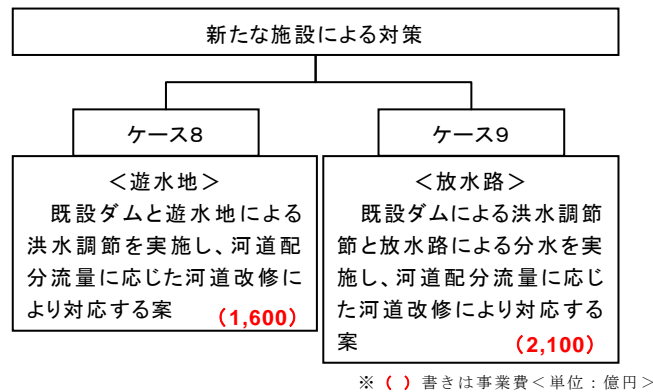 新たな施設による対策
ケース8
＜遊水地＞
既設ダムと遊水地による
洪水調節を実施し、河道配
分流量に応じた河道改修に
より対応する案
（1,600）
ケース9
＜放水路＞
既設ダムによる洪水調節
節と放水路による分水を実
施し、河道配分流量に応じ
た河道改修により対応する
案
（2,100）
※（ ）書きは事業費＜単位：億円＞